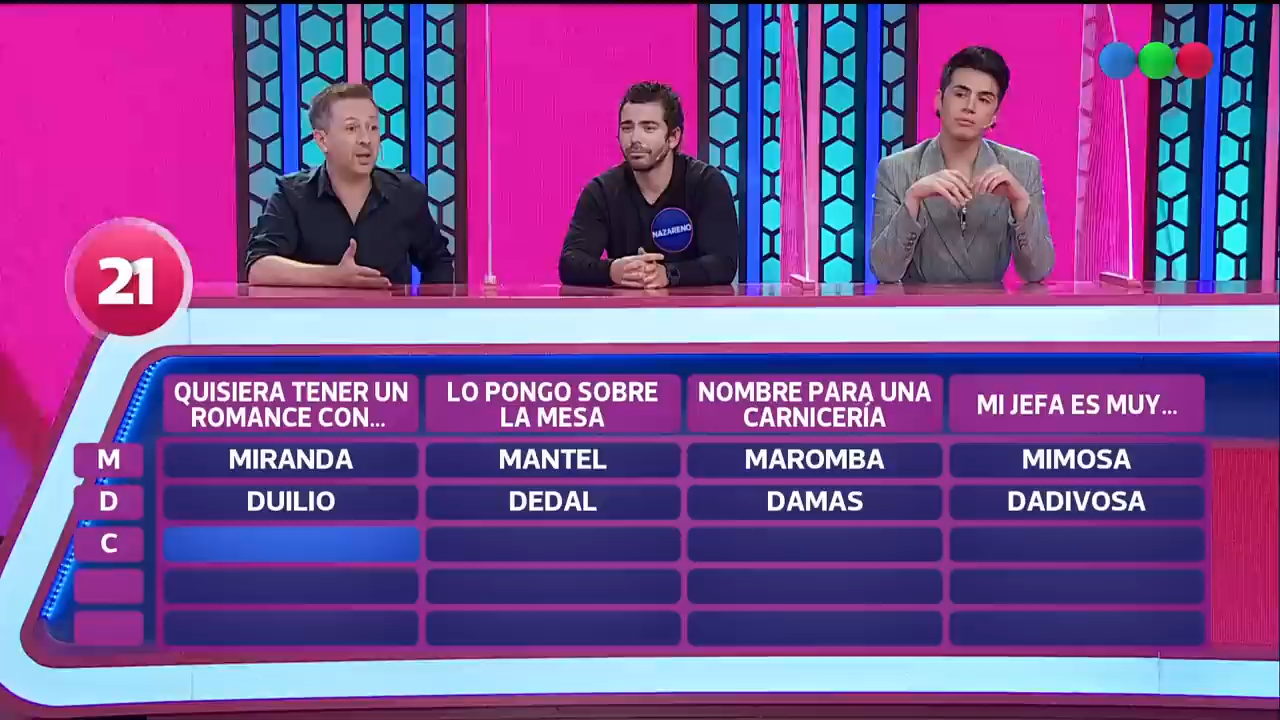 NAZARENO
21
QUISIERA TENER UN
ROMANCE CON...
LO PONGO SOBRE
LA MESA
NOMBRE PARA UNA
CARNICERÍA
MI JEFA ES MUY...
M MIRANDA MANTEL MAROMBA MIMOSA
D DUILIO DEDAL DAMAS DADIVOSA
C